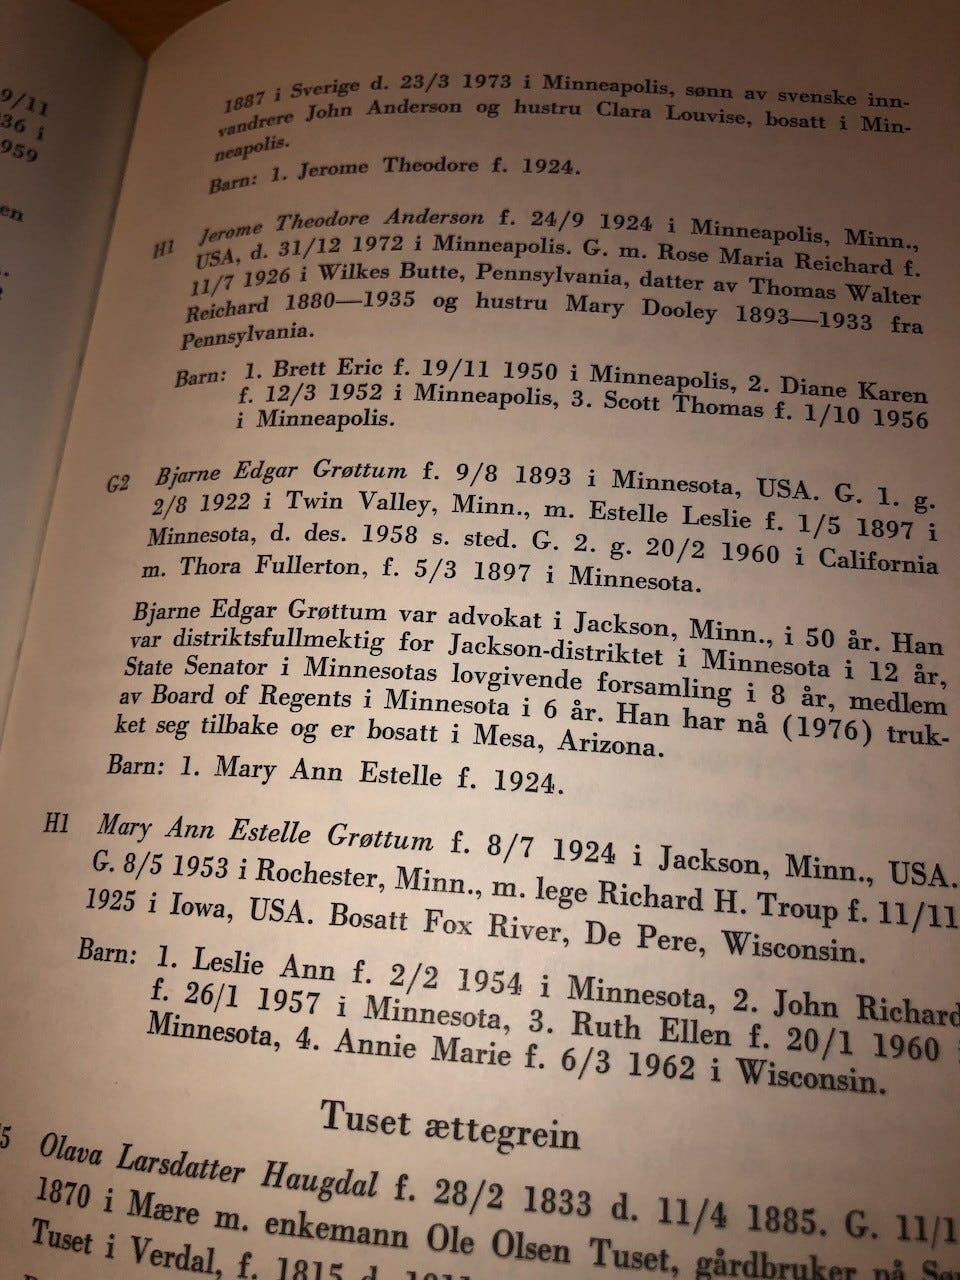 9/11
36 i
959
en
1887 i Sverige d. 23/3 1973 i Minneapolis, sønn av svenske inn-
vandrere John Anderson og hustru Clara Louvise, bosatt i Min-
neapolis.
Barn: 1. Jerome Theodore f. 1924.
H1 Jerome Theodore Anderson f. 24/9 1924 i Minneapolis, Minn.,
USA, d. 31/12 1972 i Minneapolis. G. m. Rose Maria Reichard f.
11/7 1926 i Wilkes Butte, Pennsylvania, datter av Thomas Walter
Reichard 1880—1935 og hustru Mary Dooley 1893—1933 fra
Pennsylvania.
Barn: 1. Brett Eric f. 19/11 1950 i Minneapolis, 2. Diane Karen
f. 12/3 1952 i Minneapolis, 3. Scott Thomas f. 1/10 1956
i Minneapolis.
G2 Bjarne Edgar Grøttum f. 9/8 1893 i Minnesota, USA. G. 1. g.
2/8 1922 i Twin Valley, Minn., m. Estelle Leslie f. 1/5 1897 i
Minnesota, d. des. 1958 s. sted. G. 2. g. 20/2 1960 i California
m. Thora Fullerton, f. 5/3 1897 i Minnesota.
Bjarne Edgar Grøttum var advokat i Jackson, Minn., i 50 år. Han
var distriktsfullmektig for Jackson-distriktet i Minnesota i 12 år,
State Senator i Minnesotas lovgivende forsamling i 8 år, medlem
av Board of Regents i Minnesota i 6 år. Han har nå (1976) truk-
ket seg tilbake og er bosatt i Mesa, Arizona.
Barn: 1. Mary Ann Estelle f. 1924.
H1 Mary Ann Estelle Grøttum f. 8/7 1924 i Jackson, Minn., USA.
G. 8/5 1953 i Rochester, Minn., m. lege Richard H. Troup f. 11/11
1925 i Iowa, USA. Bosatt Fox River, De Pere, Wisconsin.
Barn: 1. Leslie Ann f. 2/2 1954 i Minnesota, 2. John Richard
f. 26/1 1957 i Minnesota, 3. Ruth Ellen f. 20/1 1960
Minnesota, 4. Annie Marie f. 6/3 1962 i Wisconsin.
Tuset ættegrein
5 Olava Larsdatter Haugdal f. 28/2 1833 d. 11/4 1885. G. 11/1
1870 i Mære m. enkemann Ole Olsen Tuset, gårdbruker på
Tuset i Verdal, f. 1815 d.